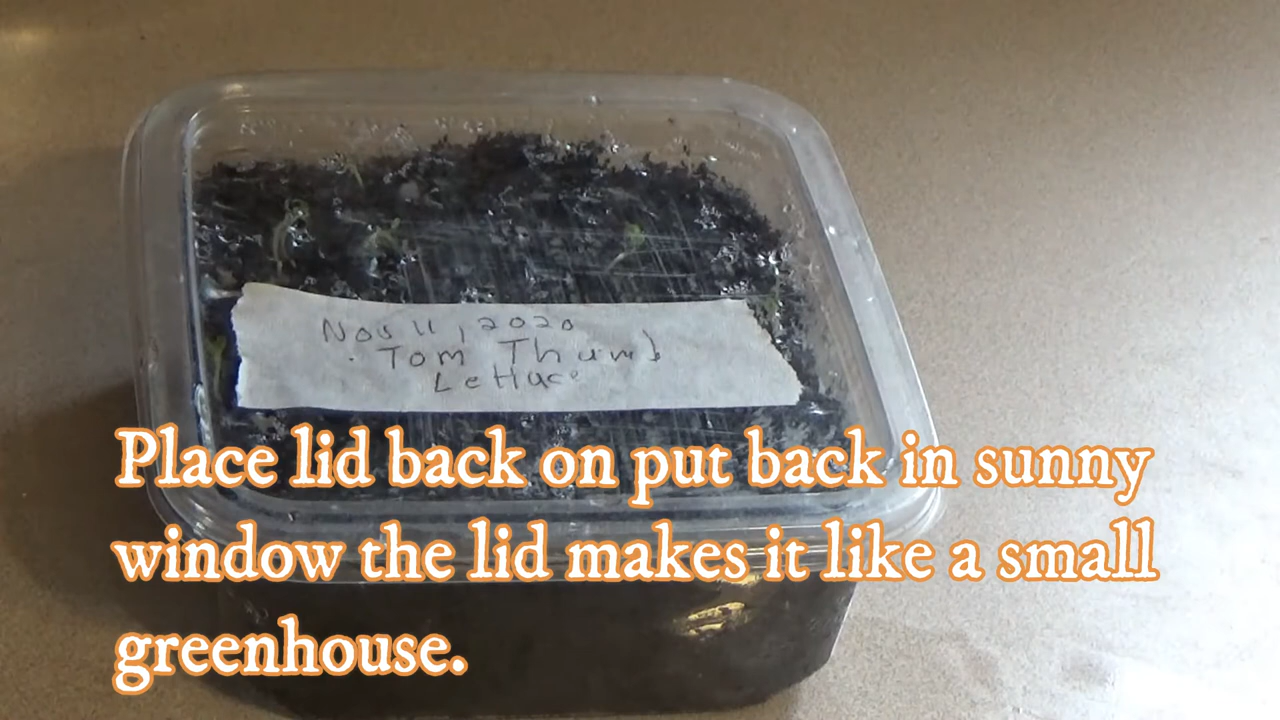 Nov 11, 2020
. Tom Thumb
Lettuce
Place lid back on put back in sunny
window the lid makes it like a small
greenhouse.